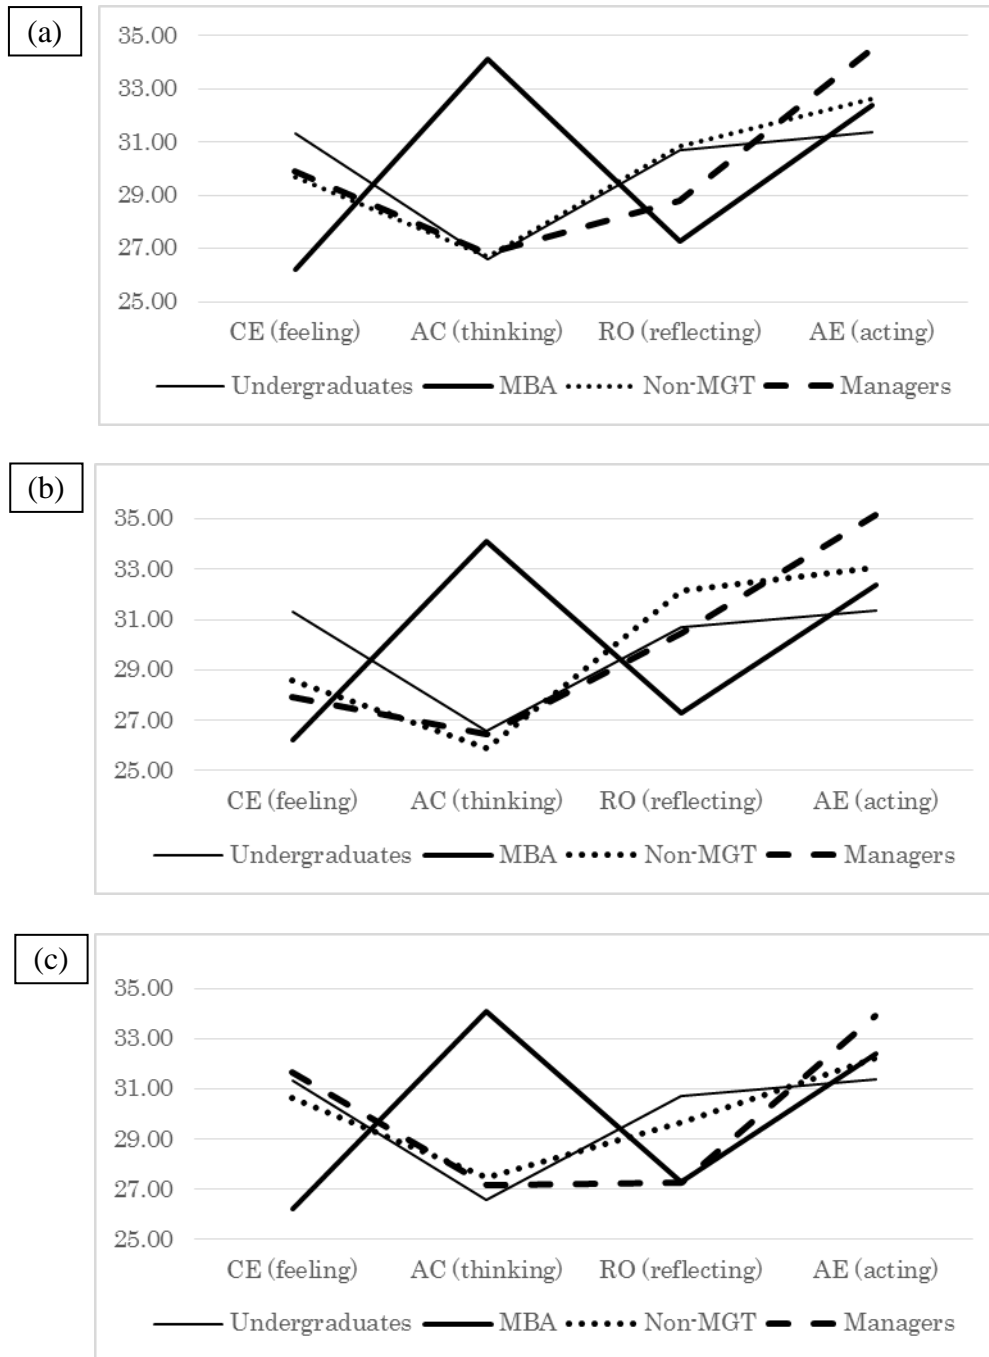 (a)
35.00
33.00
31.00
29.00
27.00
25.00
CE (feeling) AC (thinking) RO (reflecting) AE (acting)
Undergraduates MBA Non-MGT Managers
(b)
35.00
33.00
31.00
29.00
27.00
25.00
CE (feeling) AC (thinking) RO (reflecting) AE (acting)
Undergraduates MBA Non-MGT Managers
(c)
35.00
33.00
31.00
29.00
27.00
25.00
CE (feeling) AC (thinking) RO (reflecting) AE (acting)
Undergraduates MBA Non-MGT Managers